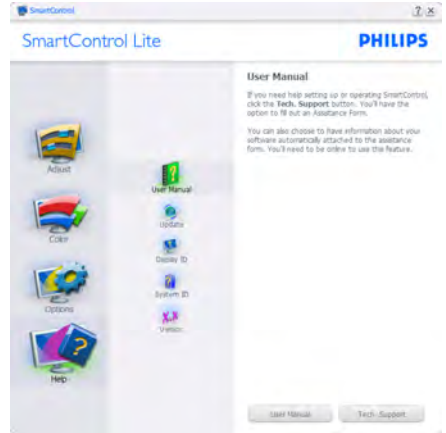 SmartControl
? x
SmartControl Lite
PHILIPS
User Manual
If you need help setting up or operating SmartControl,
click the Tech. Support button. You'll have the
option to fill out an Assistance Form.
You can also choose to have information about your
software automatically attached to the assistance
form. You'll need to be online to use the feature.
Adjust
Color
Options
Help
User Manual
Update
Display ID
System ID
Version
User Manual
Tech. Support